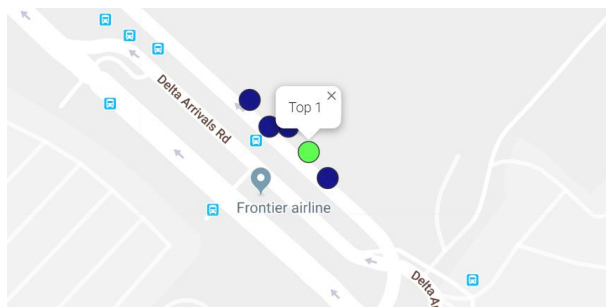 Top 1
Delta Arrivals Rd
Frontier airline
Delta A